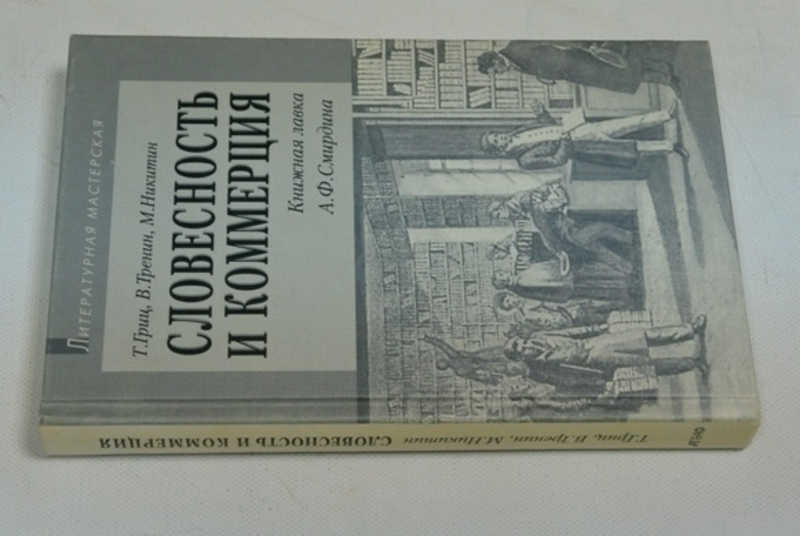 ЛИТЕРАТУРНАЯ МАСТЕРСКАЯ
Т.Гриц, В.Тренин, М.Никитин
СЛОВЕСНОСТЬ
И КОММЕРЦИЯ
Книжная лавка
А.Ф.Смирдина
Т.Гриц, В.Тренин, М.Никитин СЛОВЕСНОСТЬ И КОММЕРЦИЯ